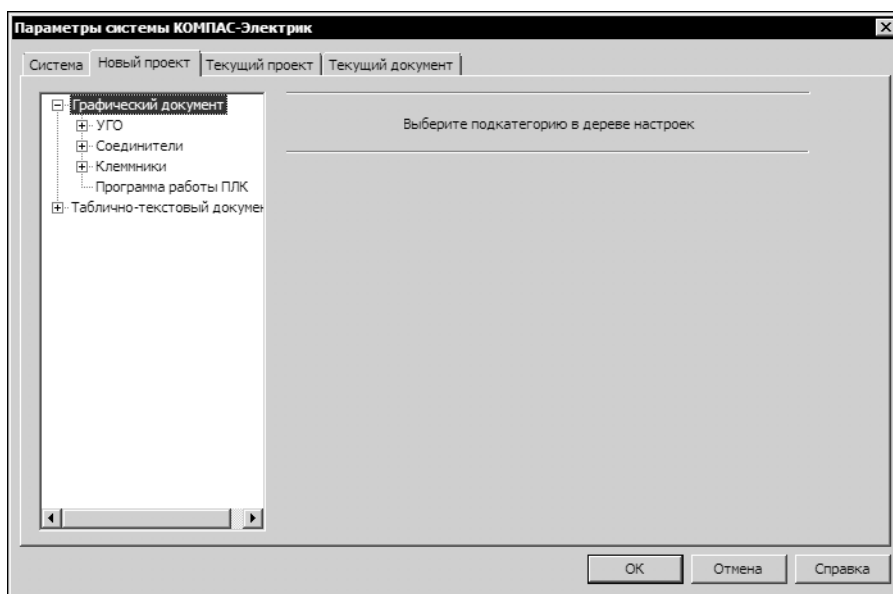 Параметры системы КОМПАС-Электрик
Система Новый проект Текущий проект Текущий документ
Графический документ
Выберите подкатегорию в дереве настроек
УГО
Соединители
Клеммники
Программа работы ПЛК
Таблично-текстовый докумен
ОК Отмена Справка